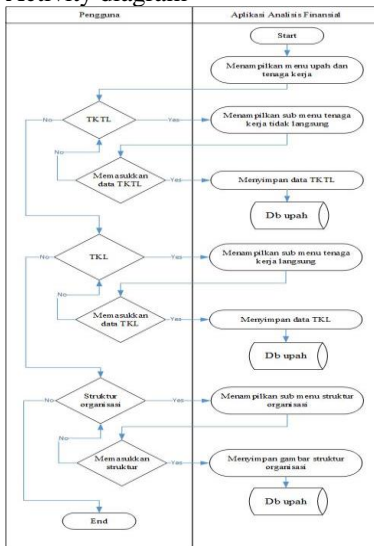 Activity diagram
Pengguna
Aplikasi Analisis Finansial
Start
Menampilkan menu upah dan
tenaga kerja
No
TKTL
Yes
Menampilkan sub menu tenaga
kerja tidak langsung
No
Memasukkan
data TKTL
Yes
Menyimpan data TKTL
Db upah
No
TKL
Yes
Menampilkan sub menu tenaga
kerja langsung
No
Memasukkan
data TKL
Yes
Menyimpan data TKL
Db upah
No
Struktur
organisasi
Yes
Menampilkan sub menu struktur
organisasi
No
Memasukkan
struktur
Yes
Menyimpan gambar struktur
organisasi
Db upah
End